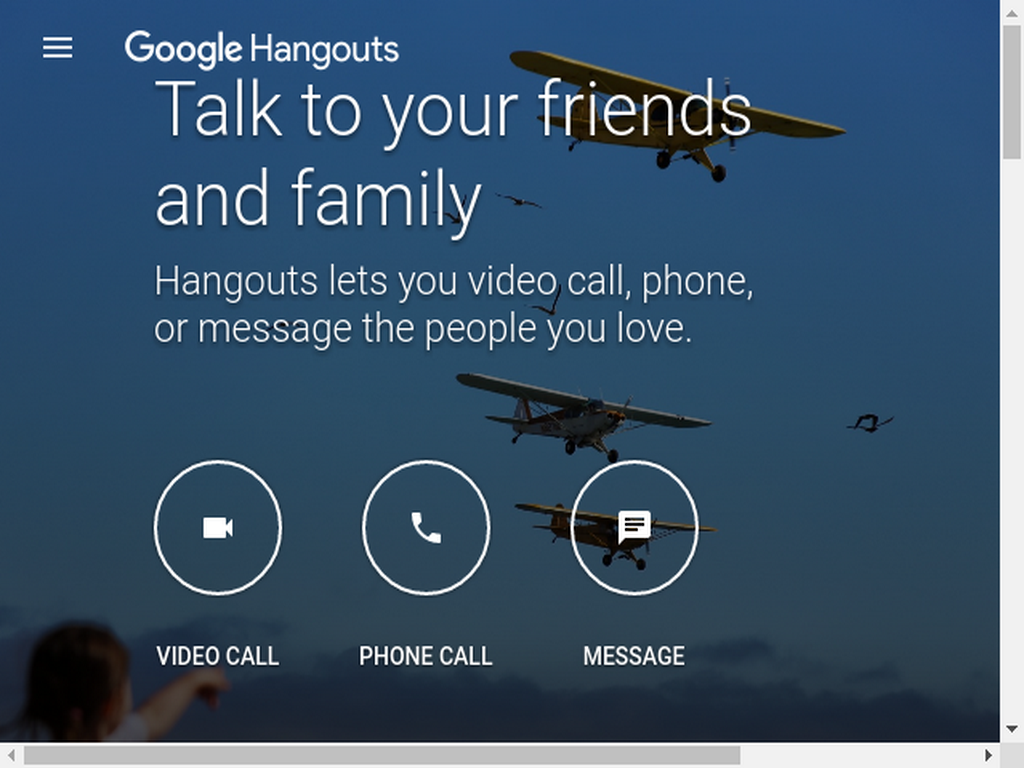 Google Hangouts
Talk to your friends
and family
Hangouts lets you video call, phone,
or message the people you love.
VIDEO CALL
PHONE CALL
MESSAGE